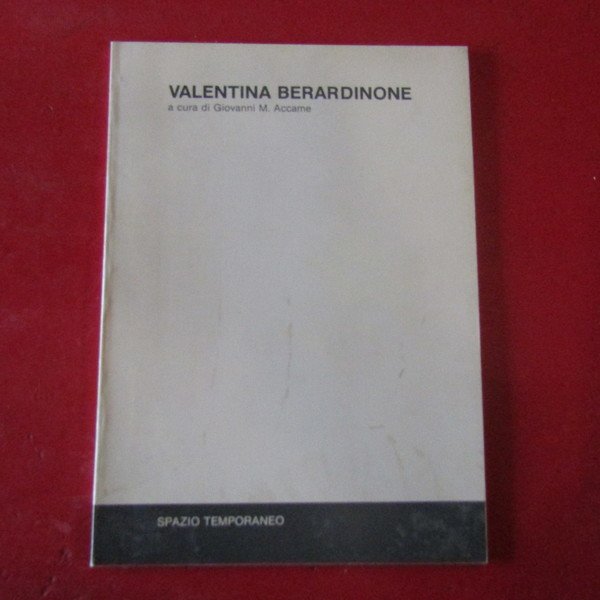 VALENTINA BERARDINONE
a cura di Giovanni M. Accame
SPAZIO TEMPORANEO